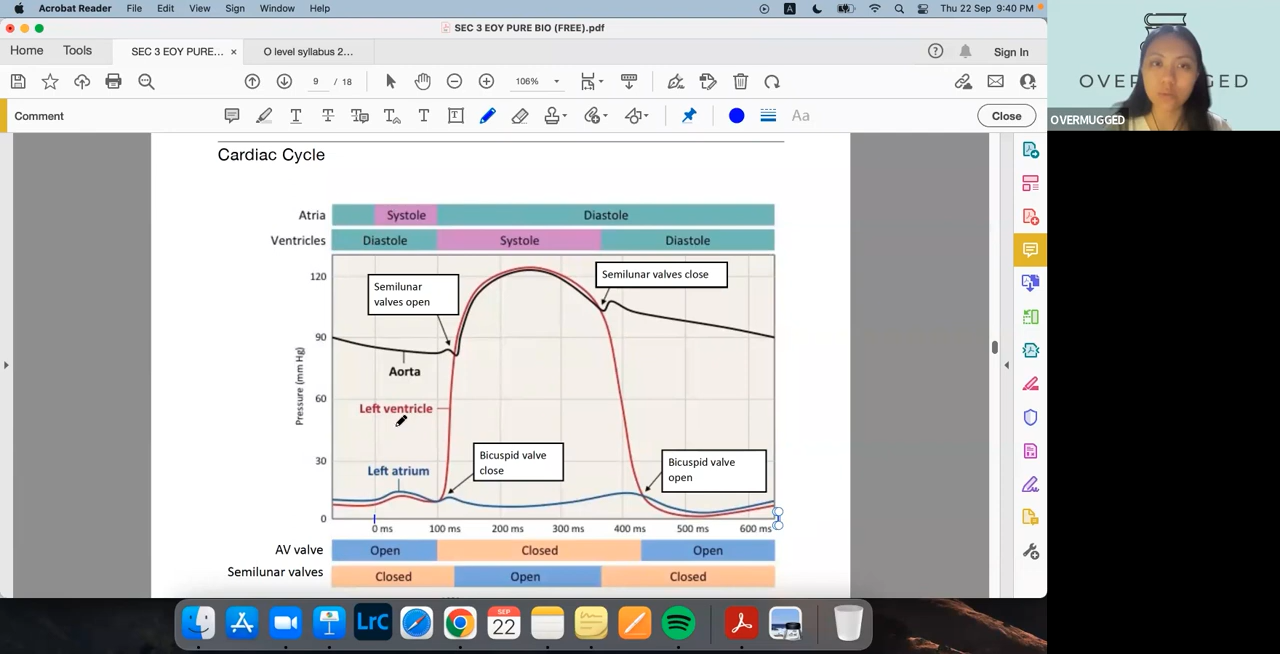 Acrobat Reader File Edit View Sign Window Help
A
Thu 22 Sep 9:40 PM
SEC 3 EOY PURE BIO (FREE).pdf
Home Tools
SEC 3 EOY PURE... ×
O level syllabus 2...
Sign In
9 / 18
106%
Comment
Aa
Close
OVERMUGGED
Cardiac Cycle
Atria Systole Diastole
Ventricles Diastole Systole Diastole
120
90
60
30
0
Pressure (mm Hg)
Semilunar
valves open
Semilunar valves close
Aorta
Left ventricle
Left atrium
Bicuspid valve
close
Bicuspid valve
open
0 ms 100 ms 200 ms 300 ms 400 ms 500 ms 600 ms
AV valve Open Closed Open
Semilunar valves Closed Open Closed
LrC
SEP
22